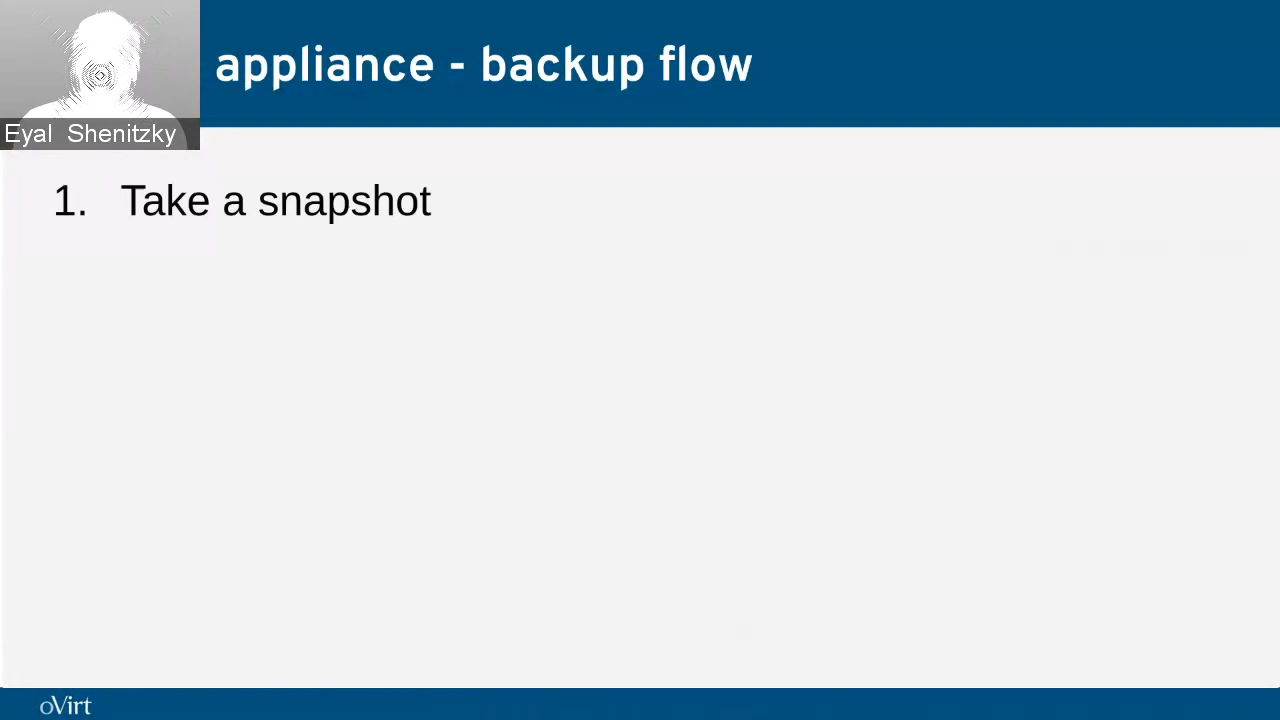 appliance - backup flow
Eyal Shenitzky
1. Take a snapshot
oVirt